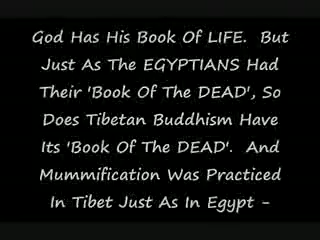 God Has His Book Of LIFE.  But
Just As The EGYPTIANS Had
Their 'Book Of The DEAD', So
Does Tibetan Buddhism Have
Its 'Book Of The DEAD'.  And
Mummification Was Practiced
In Tibet Just As In Egypt -